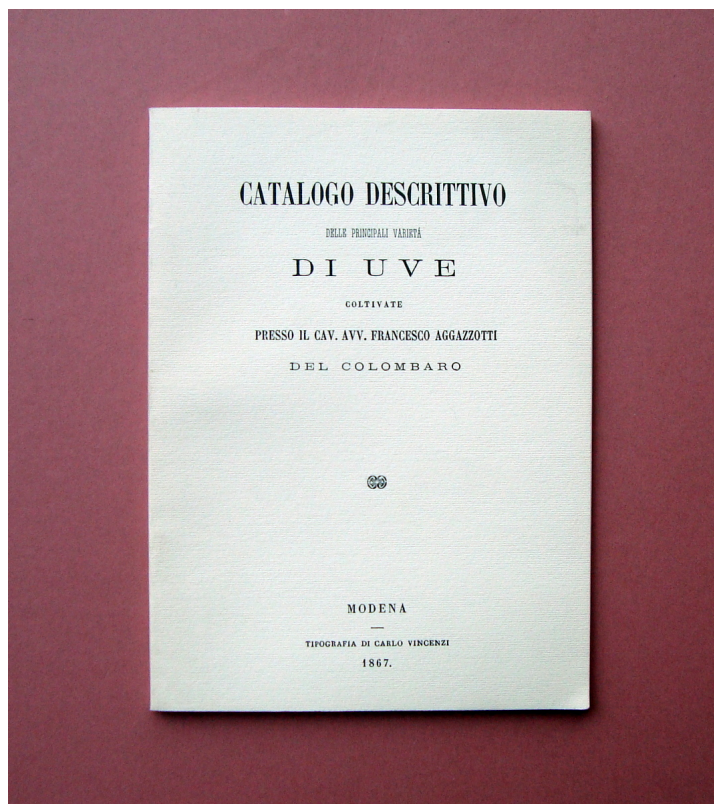 CATALOGO DESCRITTIVO
DELLE PRINCIPALI VARIETÀ
DI UVE
COLTIVATE
PRESSO IL CAV. AVV. FRANCESCO AGGAZZOTTI
DEL COLOMBARO
MODENA
TIPOGRAFIA DI CARLO VINCENZI
1867.